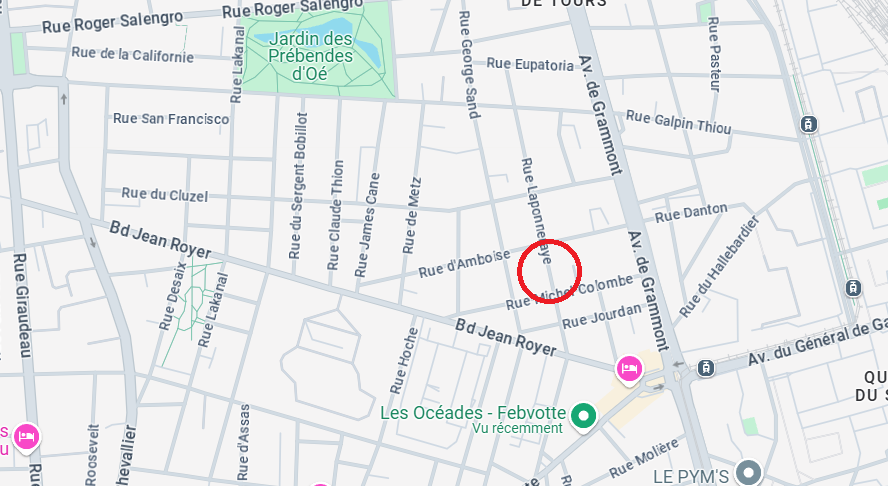 Rue Roger Salengro
Rue Roger Salengro
DE TOURS
Jardin des
Prébendes
d'Oé
Rue de la Californie
Rue Lakanal
Rue George Sand
Rue Eupatoria
Av. de Grammont
Rue Pasteur
Rue San Francisco
Rue Galpin Thiou
Rue du Sergent Bobillot
Rue Claude Thion
Rue James Cane
Rue de Metz
Rue Laponneraye
Rue du Cluzel
Rue Danton
Bd Jean Royer
Rue d'Amboise
Av. de Grammont
Rue du Hallebardier
Rue Giraudeau
Rue Desaix
Rue Lakanal
Rue Michel Colombe
Rue Jourdan
Bd Jean Royer
Rue Hoche
Av. du Général de Ga
QU
DU S
Les Océades - Febvotte
Vu récemment
s
u
Roosevelt
Chevallier
Rue d'Assas
Rue Molière
LE PYM'S
Rue